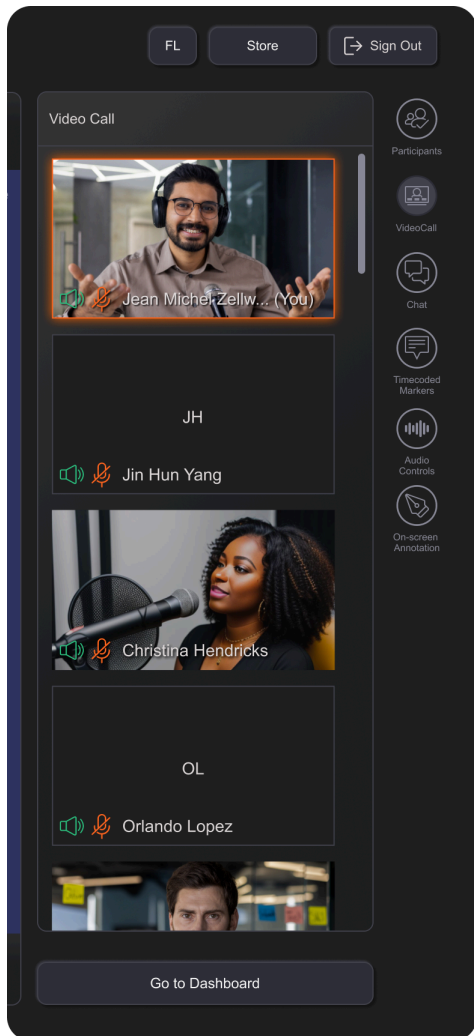 FL
Store
Sign Out
Video Call
Jean Michel Zellw... (You)
JH
Jin Hun Yang
Christina Hendricks
OL
Orlando Lopez
Go to Dashboard
Participants
VideoCall
Chat
Timecoded
Markers
Audio
Controls
On-screen
Annotation